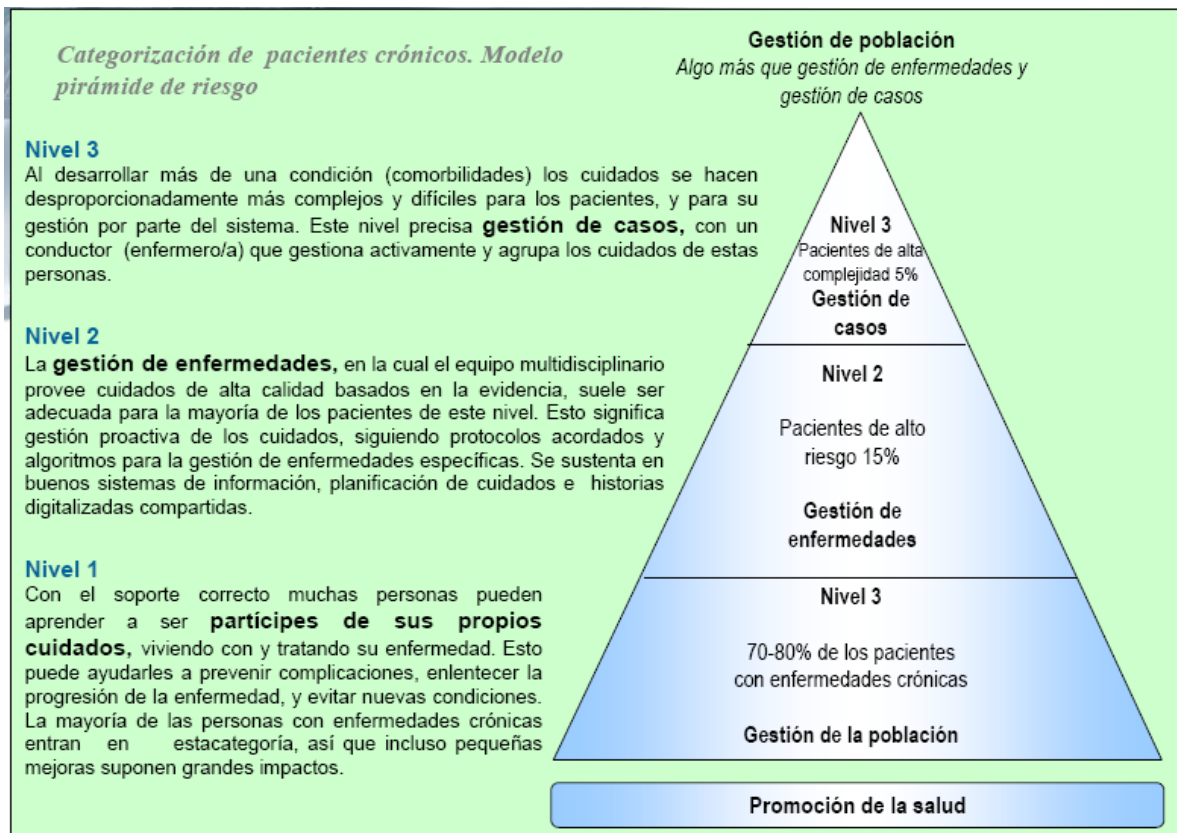 Categorización de pacientes crónicos. Modelo
pirámide de riesgo
Nivel 3
Al desarrollar más de una condición (comorbilidades) los cuidados se hacen
desproporcionadamente más complejos y difíciles para los pacientes, y para su
gestión por parte del sistema. Este nivel precisa gestión de casos, con un
conductor (enfermero/a) que gestiona activamente y agrupa los cuidados de estas
personas.
Nivel 2
La gestión de enfermedades, en la cual el equipo multidisciplinario
provee cuidados de alta calidad basados en la evidencia, suele ser
adecuada para la mayoría de los pacientes de este nivel. Esto significa
gestión proactiva de los cuidados, siguiendo protocolos acordados y
algoritmos para la gestión de enfermedades específicas. Se sustenta en
buenos sistemas de información, planificación de cuidados e historias
digitalizadas compartidas.
Nivel 1
Con el soporte correcto muchas personas pueden
aprender a ser partícipes de sus propios
cuidados, viviendo con y tratando su enfermedad. Esto
puede ayudarles a prevenir complicaciones, enlentecer la
progresión de la enfermedad, y evitar nuevas condiciones.
La mayoría de las personas con enfermedades crónicas
entran en estacategoría, así que incluso pequeñas
mejoras suponen grandes impactos.
Gestión de población
Algo más que gestión de enfermedades y
gestión de casos
Nivel 3
Pacientes de alta
complejidad 5%
Gestión de
casos
Nivel 2
Pacientes de alto
riesgo 15%
Gestión de
enfermedades
Nivel 3
70-80% de los pacientes
con enfermedades crónicas
Gestión de la población
Promoción de la salud